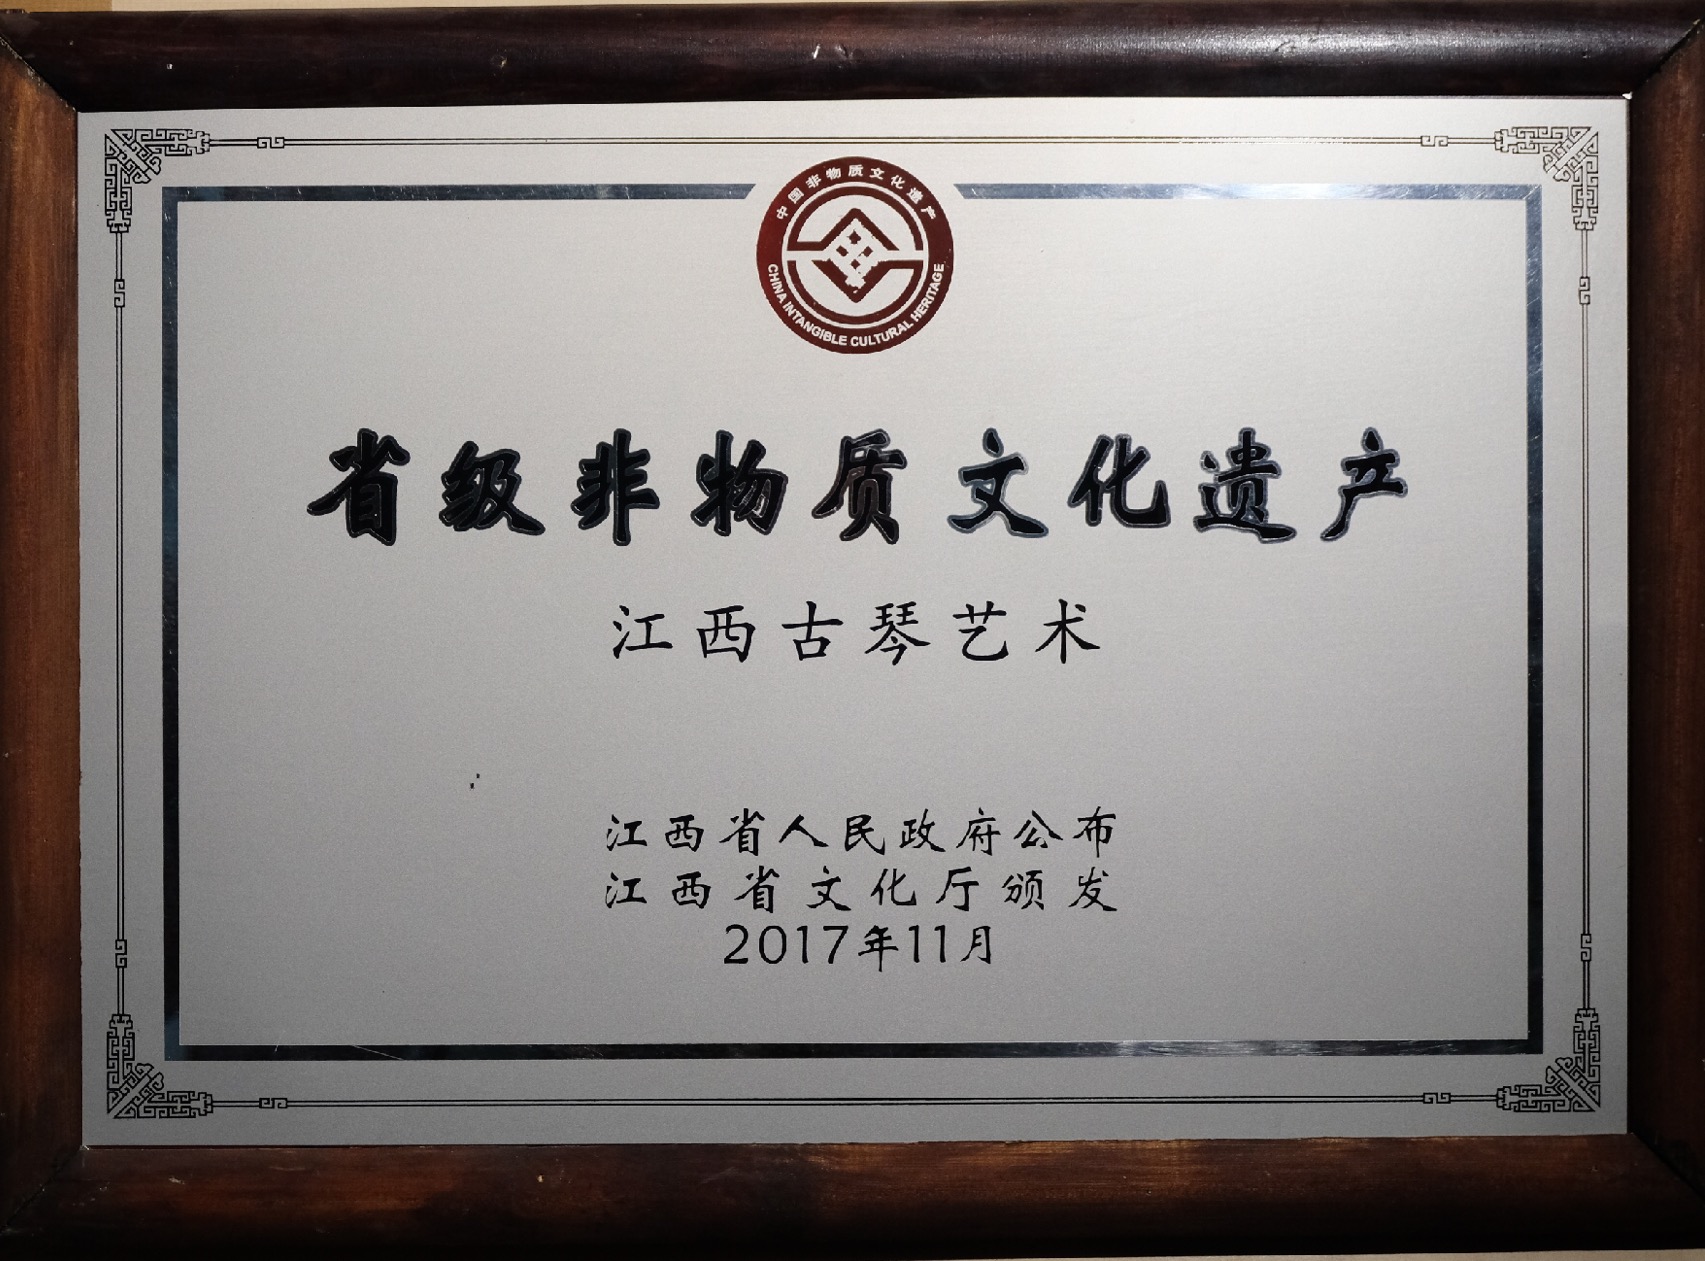 中国非物质文化遗产
CHINA INTANGIBLE CULTURAL HERITAGE
省级非物质文化遗产
江西古琴艺术
江西省人民政府公布
江西省文化厅颁发
2017年11月